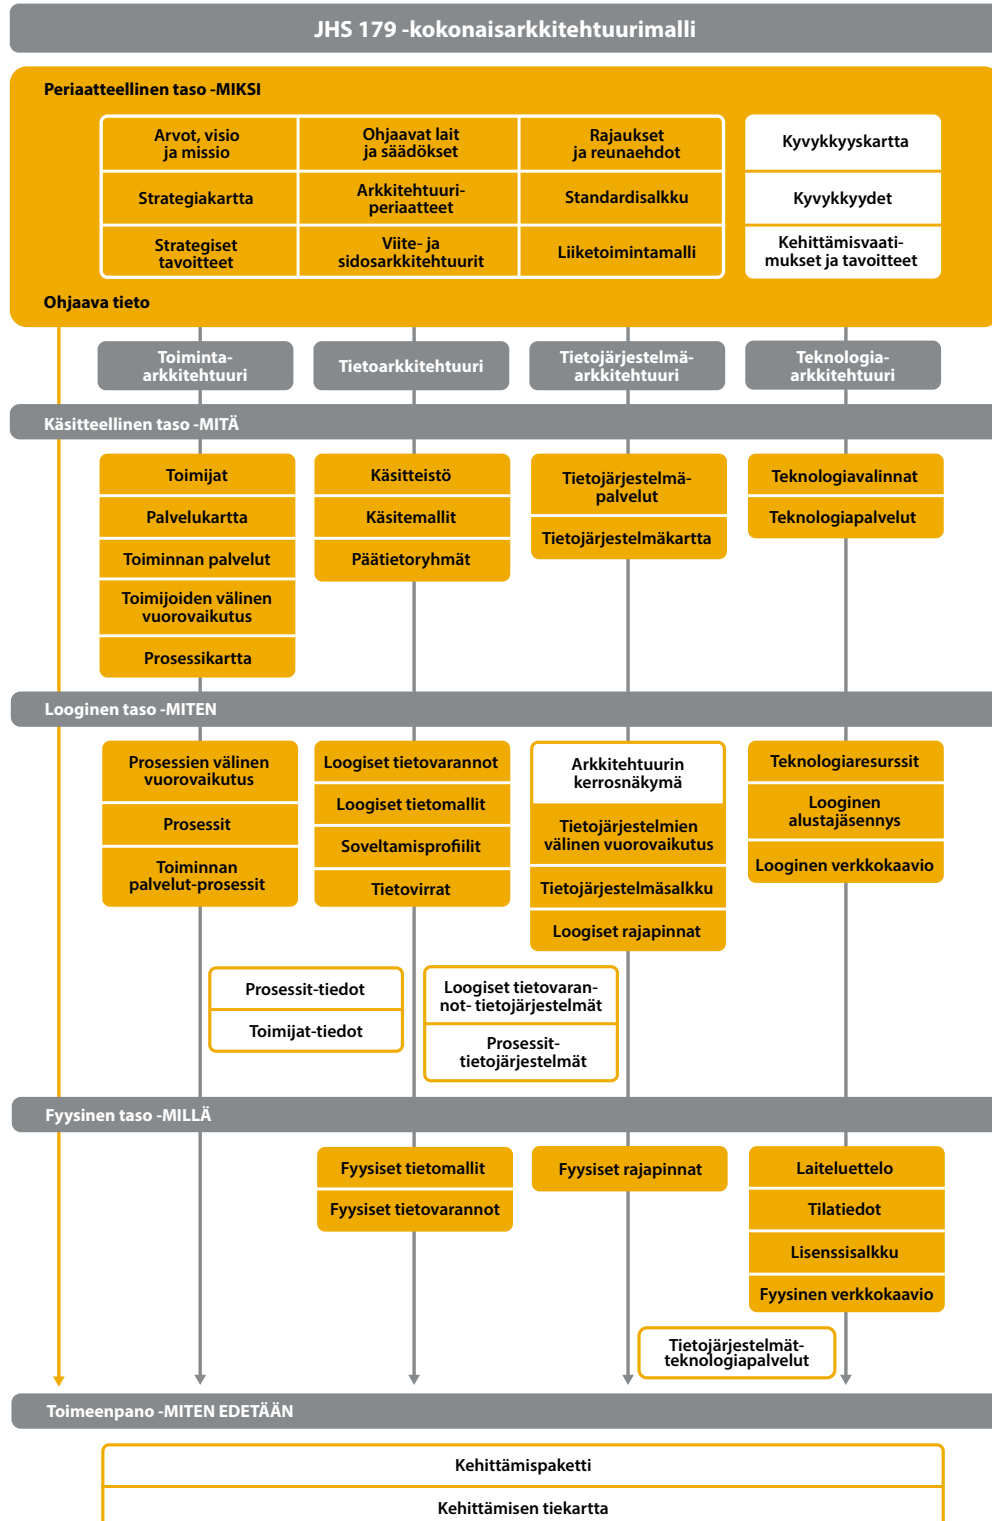 JHS 179 -kokonaisarkkitehtuurimalli
Periaatteellinen taso -MIKSI
Arvot, visio
ja missio
Ohjaavat lait
ja säädökset
Rajaukset
ja reunaehdot
Kyvykkyyskartta
Strategiakartta
Arkkitehtuuri-
periaatteet
Standardisalkku
Kyvykkyydet
Strategiset
tavoitteet
Viite- ja
sidosarkkitehtuurit
Liiketoimintamalli
Kehittämisvaati-
mukset ja tavoitteet
Ohjaava tieto
Toiminta-
arkkitehtuuri
Tietoarkkitehtuuri
Tietojärjestelmä-
arkkitehtuuri
Teknologia-
arkkitehtuuri
Käsitteellinen taso -MITÄ
Toimijat
Palvelukartta
Toiminnan palvelut
Toimijoiden välinen
vuorovaikutus
Prosessikartta
Käsitteistö
Käsitemallit
Päätietoryhmät
Tietojärjestelmä-
palvelut
Tietojärjestelmäkartta
Teknologiavalinnat
Teknologiapalvelut
Looginen taso -MITEN
Prosessien välinen
vuorovaikutus
Prosessit
Toiminnan
palvelut-prosessit
Loogiset tietovarannot
Loogiset tietomallit
Soveltamisprofiilit
Tietovirrat
Arkkitehtuurin
kerrosnäkymä
Tietojärjestelmien
välinen vuorovaikutus
Tietojärjestelmäsalkku
Loogiset rajapinnat
Teknologiaresurssit
Looginen
alustajäsennys
Looginen verkkokaavio
Prosessit-tiedot
Toimijat-tiedot
Loogiset tietovaran-
not- tietojärjestelmät
Prosessit-
tietojärjestelmät
Fyysinen taso -MILLÄ
Fyysiset tietomallit
Fyysiset tietovarannot
Fyysiset rajapinnat
Laiteluettelo
Tilatiedot
Lisenssisalkku
Fyysinen verkkokaavio
Tietojärjestelmät-
teknologiapalvelut
Toimeenpano -MITEN EDETÄÄN
Kehittämispaketti
Kehittämisen tiekartta